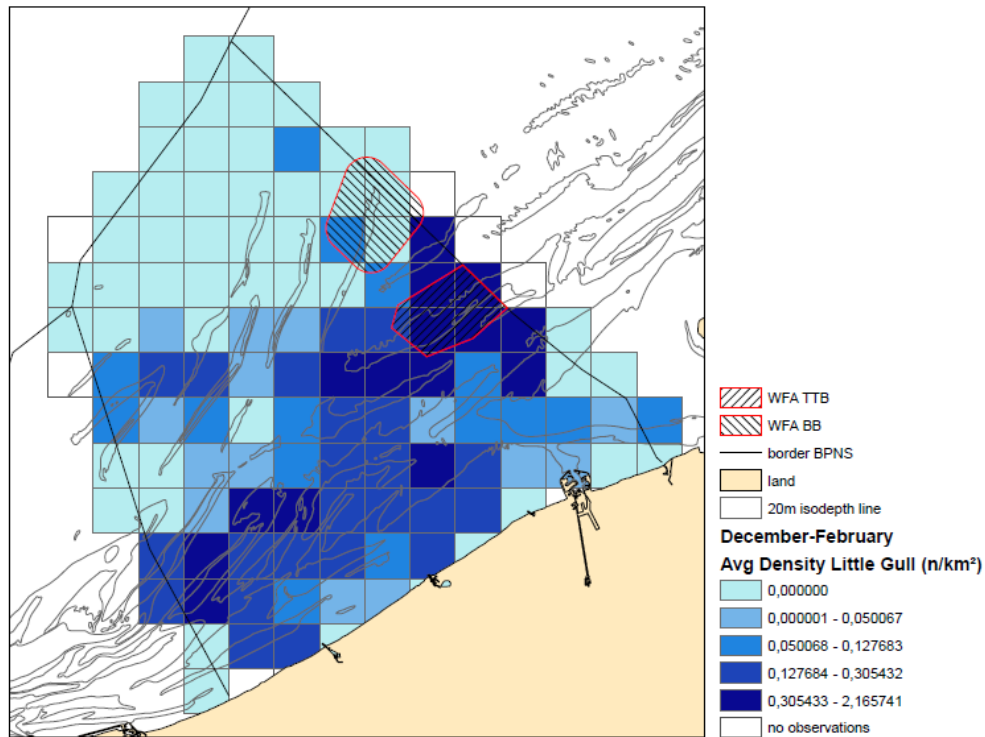 WFA TTB
WFA BB
border BPNS
land
20m isodepth line
December-February
Avg Density Little Gull (n/km²)
0,000000
0,000001 - 0,050067
0,050068 - 0,127683
0,127684 - 0,305432
0,305433 - 2,165741
no observations